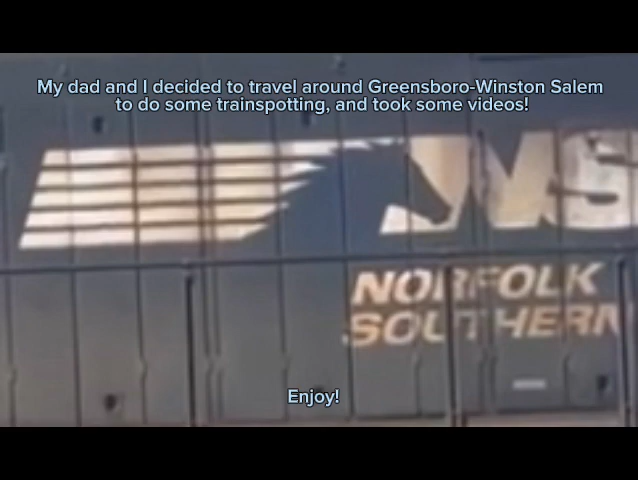 My dad and I decided to travel around Greensboro-Winston Salem
to do some trainspotting, and took some videos!
NS
NORFOLK
SOUTHERN
Enjoy!